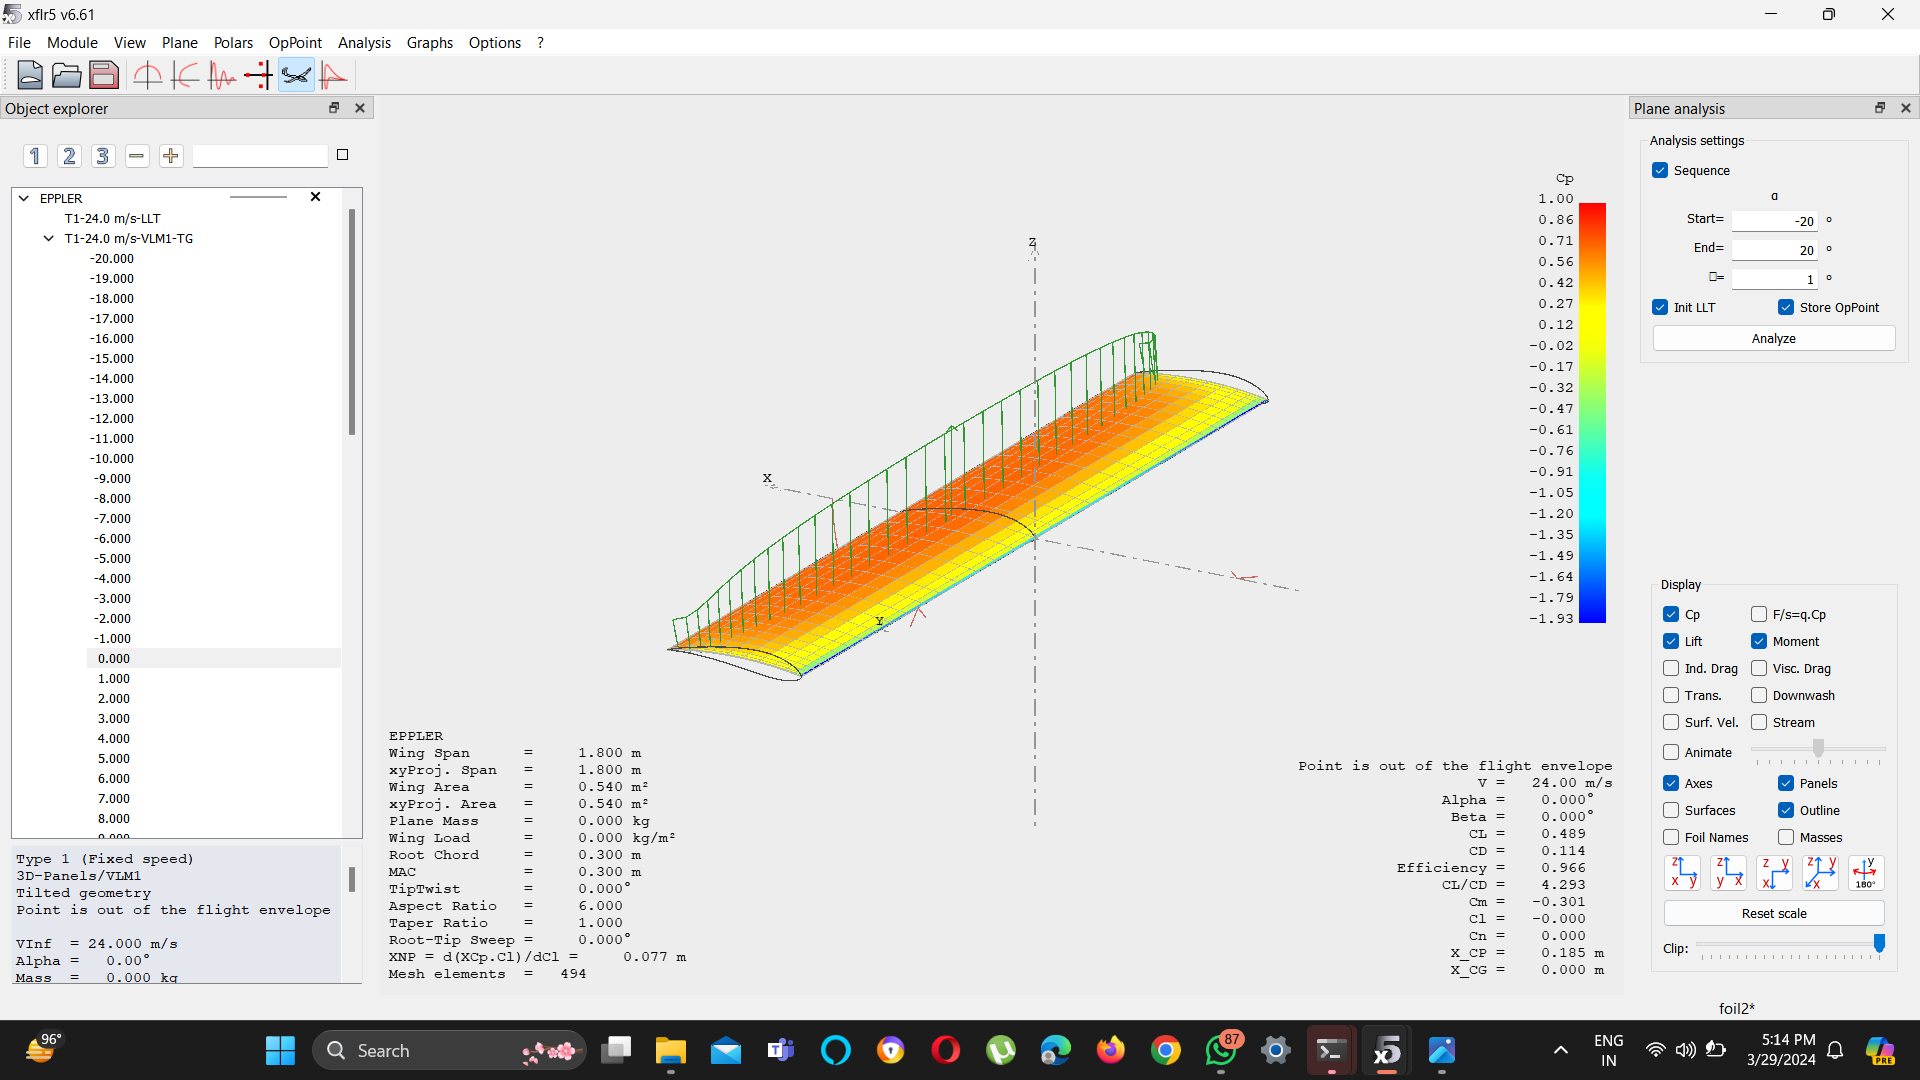 xflr5 v6.61
File Module View Plane Polars OpPoint Analysis Graphs Options ?
Object explorer
1 2 3
EPPLER
T1-24.0 m/s-LLT
T1-24.0 m/s-VLM1-TG
-20.000
-19.000
-18.000
-17.000
-16.000
-15.000
-14.000
-13.000
-12.000
-11.000
-10.000
-9.000
-8.000
-7.000
-6.000
-5.000
-4.000
-3.000
-2.000
-1.000
0.000
1.000
2.000
3.000
4.000
5.000
6.000
7.000
8.000
9.000
Type 1 (Fixed speed)
3D-Panels/VLM1
Tilted geometry
Point is out of the flight envelope
VInf = 24.000 m/s
Alpha = 0.00°
Mass = 0.000 kg
Z
X
Y
EPPLER
Wing Span = 1.800 m
xyProj. Span = 1.800 m
Wing Area = 0.540 m²
xyProj. Area = 0.540 m²
Plane Mass = 0.000 kg
Wing Load = 0.000 kg/m²
Root Chord = 0.300 m
MAC = 0.300 m
TipTwist = 0.000°
Aspect Ratio = 6.000
Taper Ratio = 1.000
Root-Tip Sweep = 0.000°
XNP = d(XCp.Cl)/dCl = 0.077 m
Mesh elements = 494
Cp
1.00
0.86
0.71
0.56
0.42
0.27
0.12
-0.02
-0.17
-0.32
-0.47
-0.61
-0.76
-0.91
-1.05
-1.20
-1.35
-1.49
-1.64
-1.79
-1.93
Point is out of the flight envelope
V = 24.00 m/s
Alpha = 0.000°
Beta = 0.000°
CL = 0.489
CD = 0.114
Efficiency = 0.966
CL/CD = 4.293
Cm = -0.301
Cl = -0.000
Cn = 0.000
X_CP = 0.185 m
X_CG = 0.000 m
Plane analysis
Analysis settings
Sequence
α
Start= -20 °
End= 20 °
□= 1 °
Init LLT Store OpPoint
Analyze
Display
Cp F/s=q.Cp
Lift Moment
Ind. Drag Visc. Drag
Trans. Downwash
Surf. Vel. Stream
Animate
Axes Panels
Surfaces Outline
Foil Names Masses
z x y z y x z y x z y x y 180°
Reset scale
Clip:
foil2*
96°
Search
87
x5
ENG
IN
5:14 PM
3/29/2024
PRE